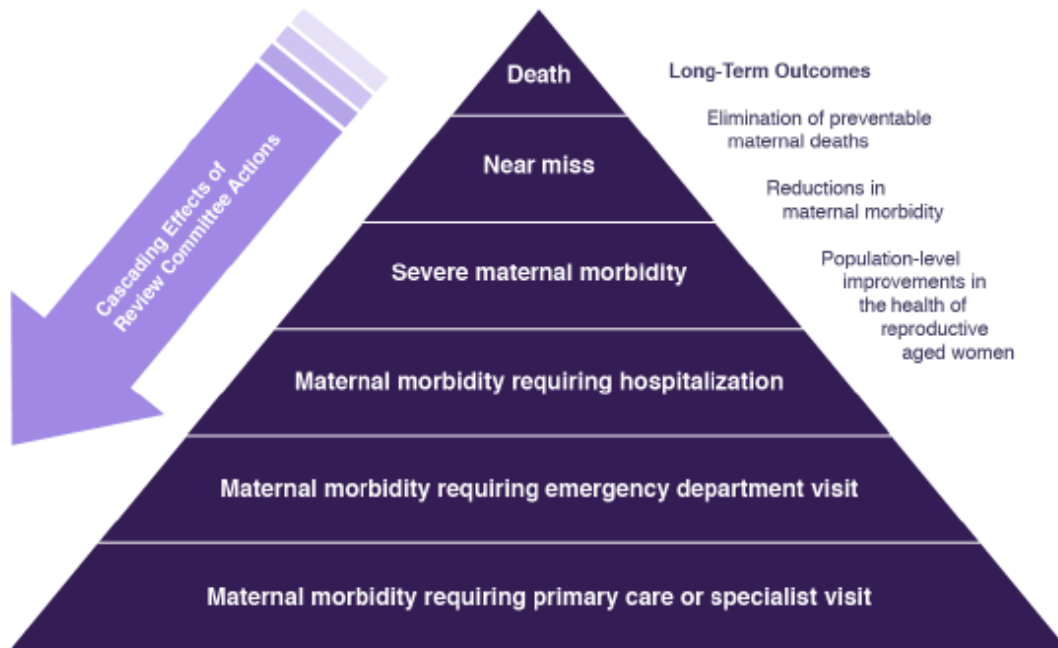 Cascading Effects of
Review Committee Actions
Death
Near miss
Severe maternal morbidity
Maternal morbidity requiring hospitalization
Maternal morbidity requiring emergency department visit
Maternal morbidity requiring primary care or specialist visit
Long-Term Outcomes
Elimination of preventable
maternal deaths
Reductions in
maternal morbidity
Population-level
improvements in
the health of
reproductive
aged women